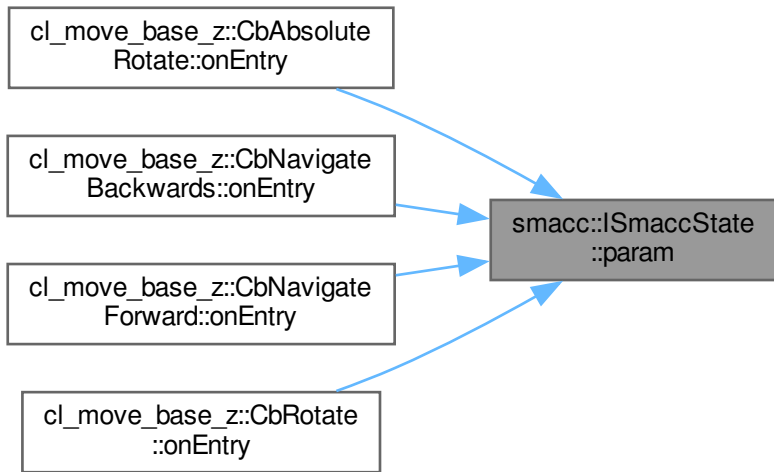 cl_move_base_z::CbAbsolute
Rotate::onEntry
cl_move_base_z::CbNavigate
Backwards::onEntry
smacc::ISmaccState
::param
cl_move_base_z::CbNavigate
Forward::onEntry
cl_move_base_z::CbRotate
::onEntry